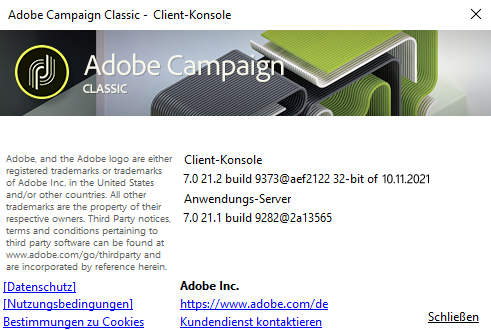 Adobe Campaign Classic - Client-Konsole
Adobe Campaign
CLASSIC
Adobe, and the Adobe logo are either
registered trademarks or trademarks
of Adobe Inc. in the United States
and/or other countries. All other
trademarks are the property of their
respective owners. Third Party notices,
terms and conditions pertaining to
third party software can be found at
www.adobe.com/go/thirdparty and
are incorporated by reference herein.
Client-Konsole
7.0 21.2 build 9373@aef2122 32-bit of 10.11.2021
Anwendungs-Server
7.0 21.1 build 9282@2a13565
[Datenschutz]
[Nutzungsbedingungen]
Bestimmungen zu Cookies
Adobe Inc.
https://www.adobe.com/de
Kundendienst kontaktieren
Schließen